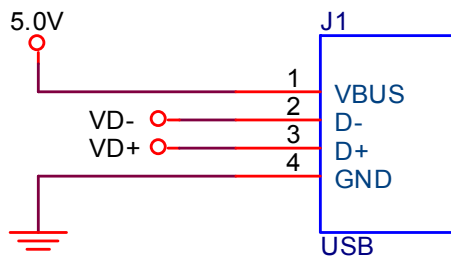 5.0V
J1
1 VBUS
VD- 2 D-
VD+ 3 D+
4 GND
USB